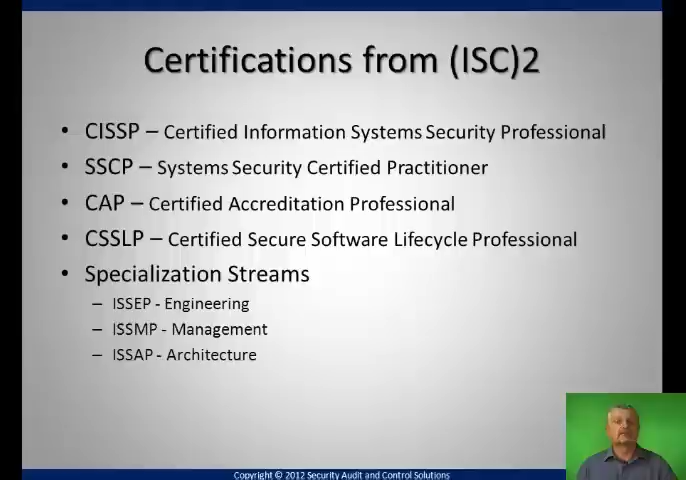 Certifications from (ISC)2
• CISSP – Certified Information Systems Security Professional
• SSCP – Systems Security Certified Practitioner
• CAP – Certified Accreditation Professional
• CSSLP – Certified Secure Software Lifecycle Professional
• Specialization Streams
– ISSEP - Engineering
– ISSMP - Management
– ISSAP - Architecture
Copyright © 2012 Security Audit and Control Solutions